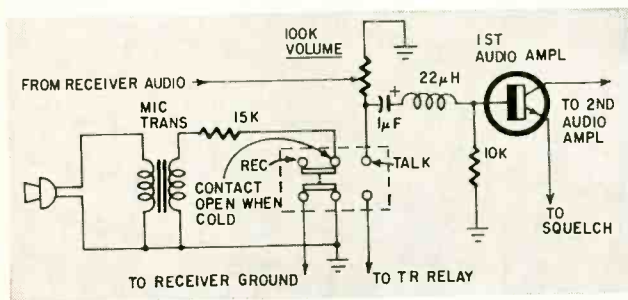 100K
VOLUME
1ST
AUDIO AMPL
FROM RECEIVER AUDIO
22µH
+
1µF
TO 2ND
AUDIO
AMPL
MIC
TRANS
15K
REC
TALK
10K
CONTACT
OPEN WHEN
COLD
TO
SQUELCH
TO RECEIVER GROUND
TO TR RELAY